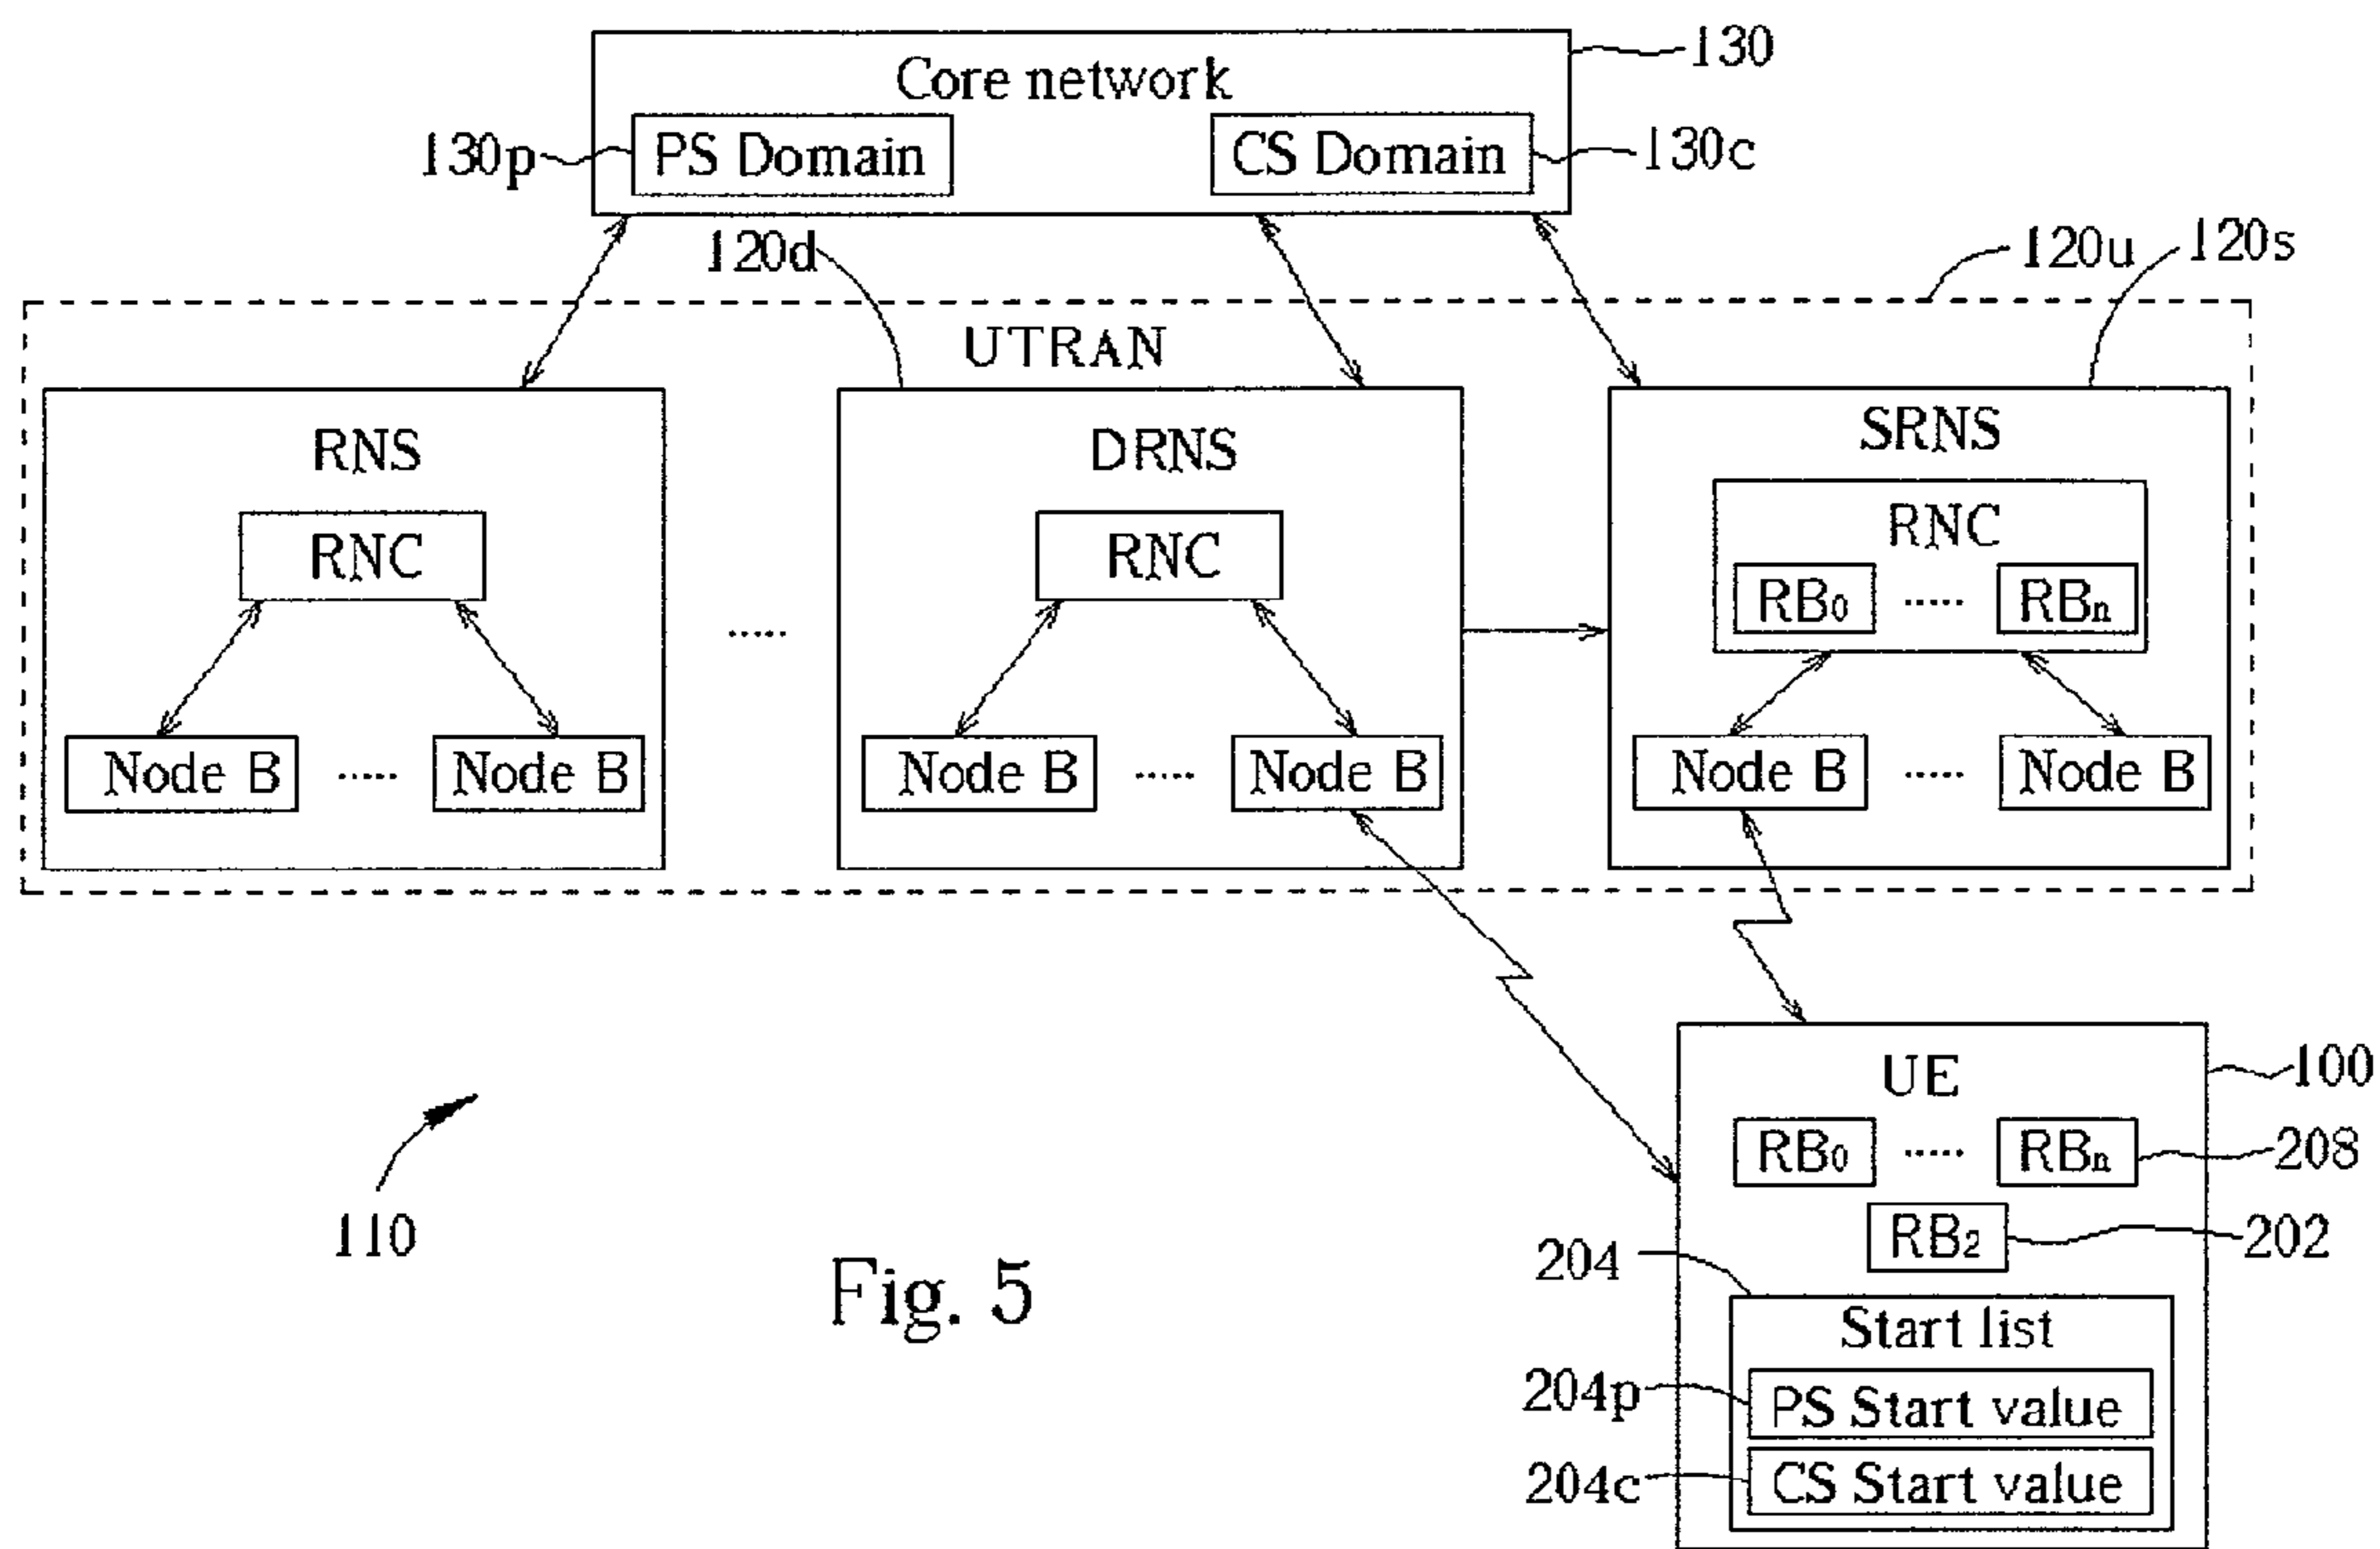 Core network
130
130p
PS Domain
CS Domain
130c
120d
120u
120s
UTRAN
RNS
DRNS
SRNS
RNC
RNC
RNC
RB0 ..... RBn
.....
Node B ..... Node B
Node B ..... Node B
Node B ..... Node B
UE
100
RB0 ..... RBn
208
RB2
202
204
Start list
204p
PS Start value
204c
CS Start value
110
Fig. 5